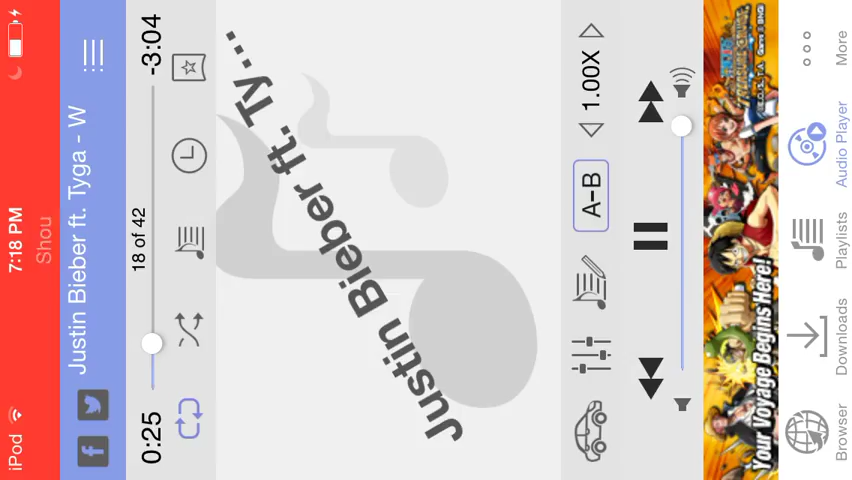 iPod 7:18 PM
Shou
Justin Bieber ft. Tyga - W
0:25 18 of 42 -3:04
Justin Bieber ft. Ty...
A-B 1.00X
Your Voyage Begins Here!
Browser Downloads Playlists Audio Player More